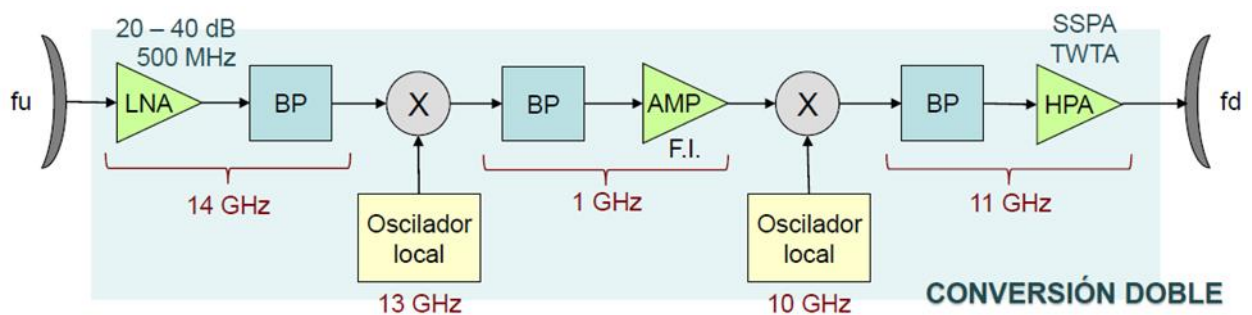 20 – 40 dB
500 MHz
SSPA
TWTA
fu
LNA
BP
X
BP
AMP
X
BP
HPA
fd
F.I.
14 GHz
1 GHz
11 GHz
Oscilador
local
Oscilador
local
13 GHz
10 GHz
CONVERSIÓN DOBLE